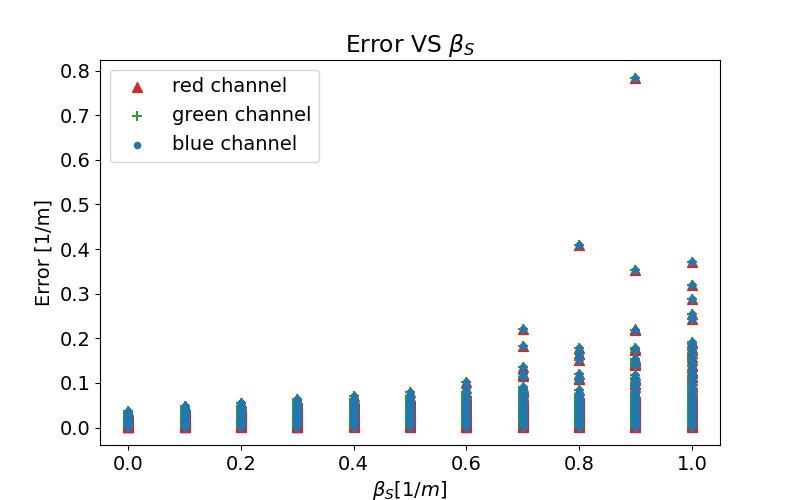 Error VS β_S
red channel
green channel
blue channel
Error [1/m]
0.8
0.7
0.6
0.5
0.4
0.3
0.2
0.1
0.0
0.0 0.2 0.4 0.6 0.8 1.0
β_S[1/m]